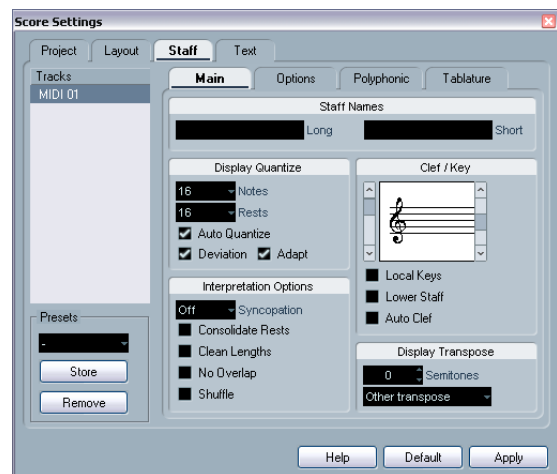 Score Settings
Project Layout Staff Text
Tracks
MIDI 01
Main Options Polyphonic Tablature
Staff Names
Long Short
Display Quantize
16 Notes
16 Rests
Auto Quantize
Deviation Adapt
Clef / Key
Local Keys
Lower Staff
Auto Clef
Interpretation Options
Off Syncopation
Consolidate Rests
Clean Lengths
No Overlap
Shuffle
Display Transpose
0 Semitones
Other transpose
Presets
-
Store
Remove
Help Default Apply